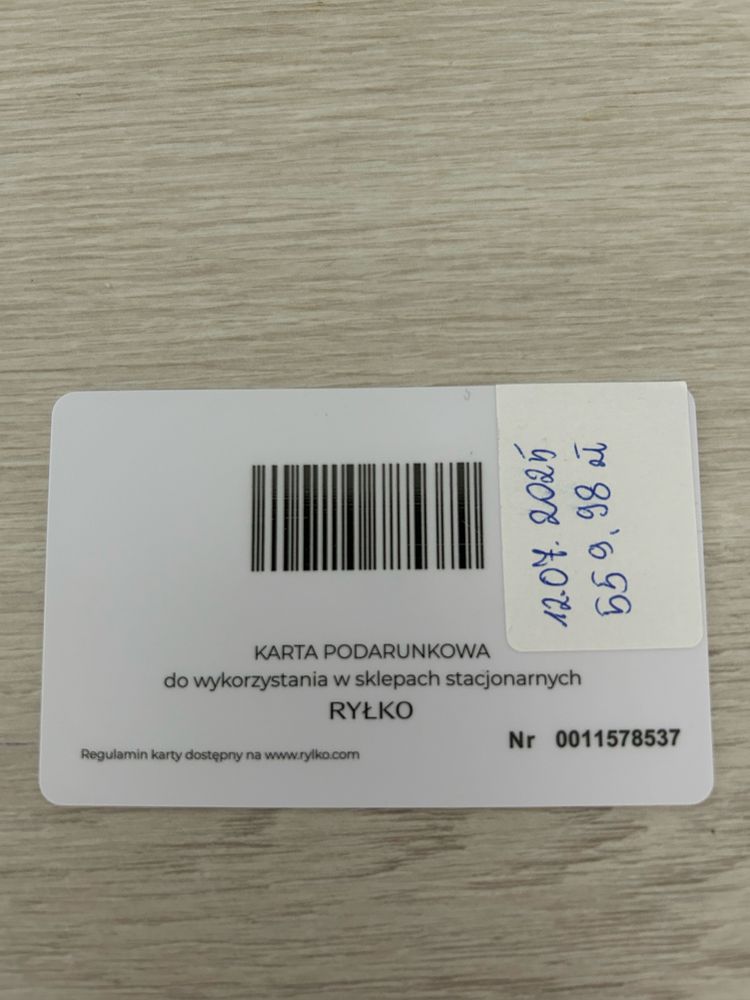 12.07.2025
559,98 zł
KARTA PODARUNKOWA
do wykorzystania w sklepach stacjonarnych
RYŁKO
Nr 0011578537
Regulamin karty dostępny na www.rylko.com